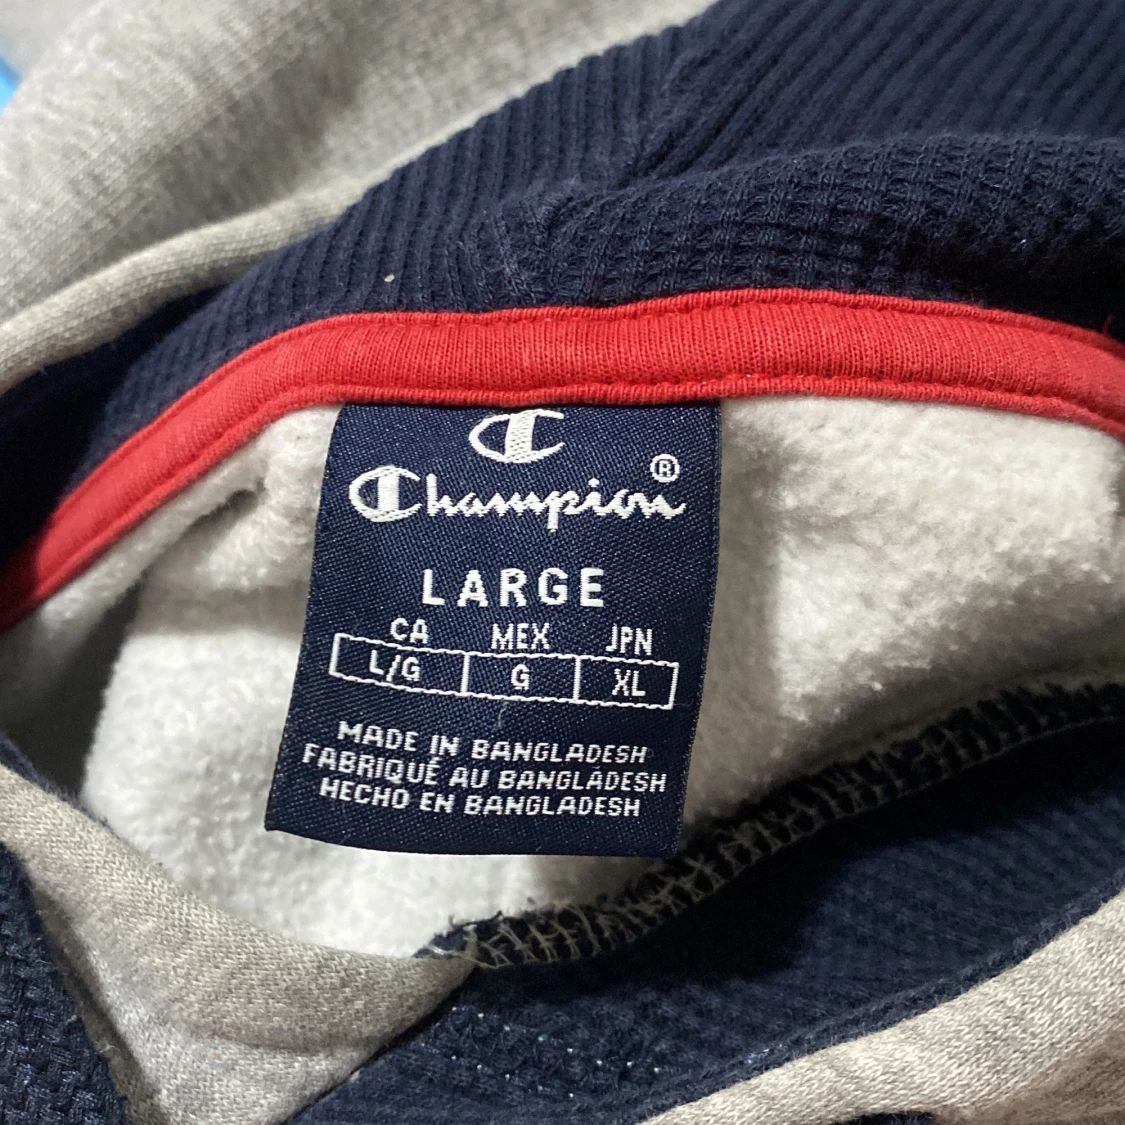 C
Champion®
LARGE
CA MEX JPN
L/G G XL
MADE IN BANGLADESH
FABRIQUÉ AU BANGLADESH
HECHO EN BANGLADESH